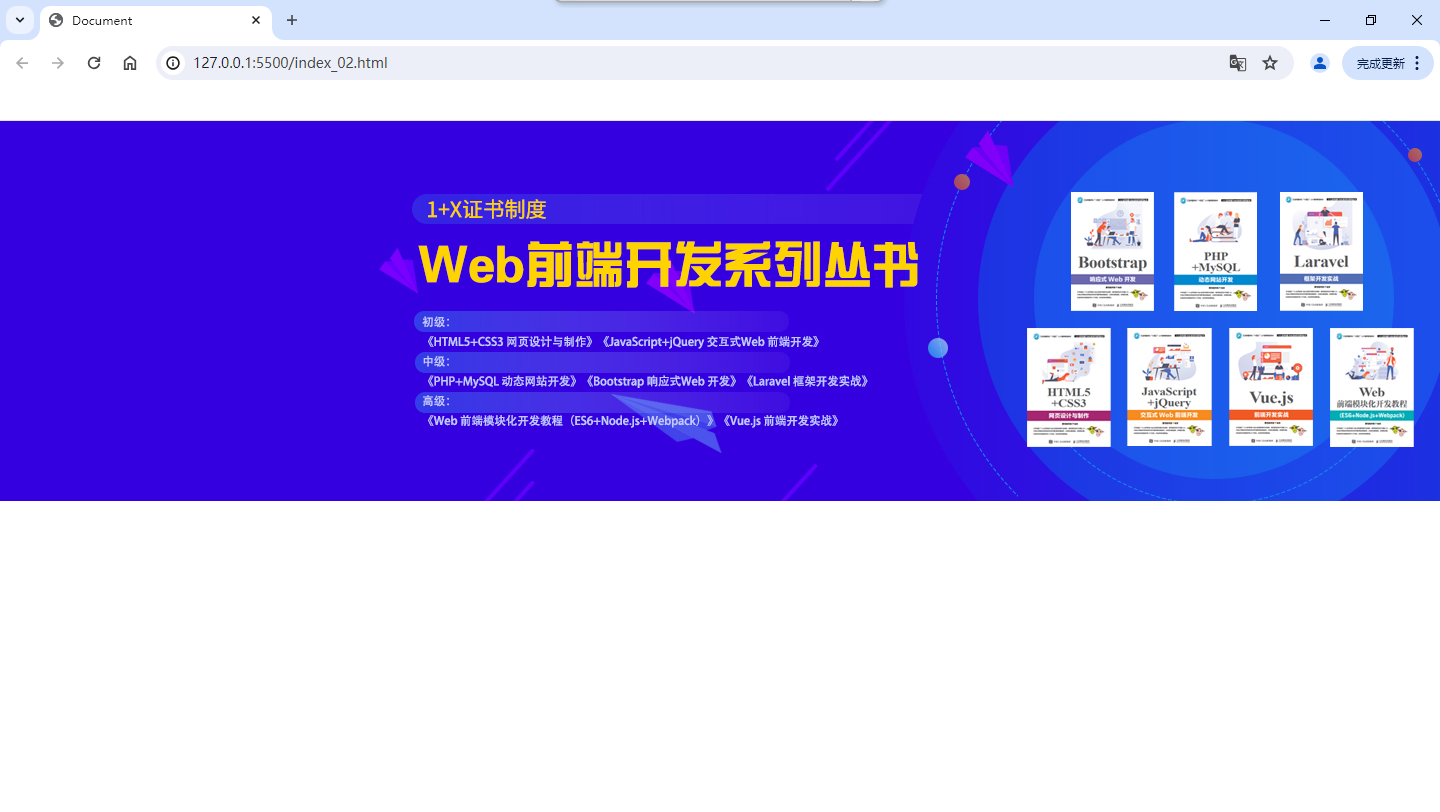 Document
127.0.0.1:5500/index_02.html
完成更新
1+X证书制度
Web前端开发系列丛书
初级：
《HTML5+CSS3 网页设计与制作》《JavaScript+jQuery 交互式Web 前端开发》
中级：
《PHP+MySQL 动态网站开发》《Bootstrap 响应式Web 开发》《Laravel 框架开发实战》
高级：
《Web 前端模块化开发教程（ES6+Node.js+Webpack）》《Vue.js 前端开发实战》
Bootstrap
响应式 Web 开发
PHP
+MySQL
动态网站开发
Laravel
框架开发实战
HTML5
+CSS3
网页设计与制作
JavaScript
+jQuery
交互式 Web 前端开发
Vue.js
前端开发实战
Web
前端模块化开发教程
(ES6+Node.js+Webpack)